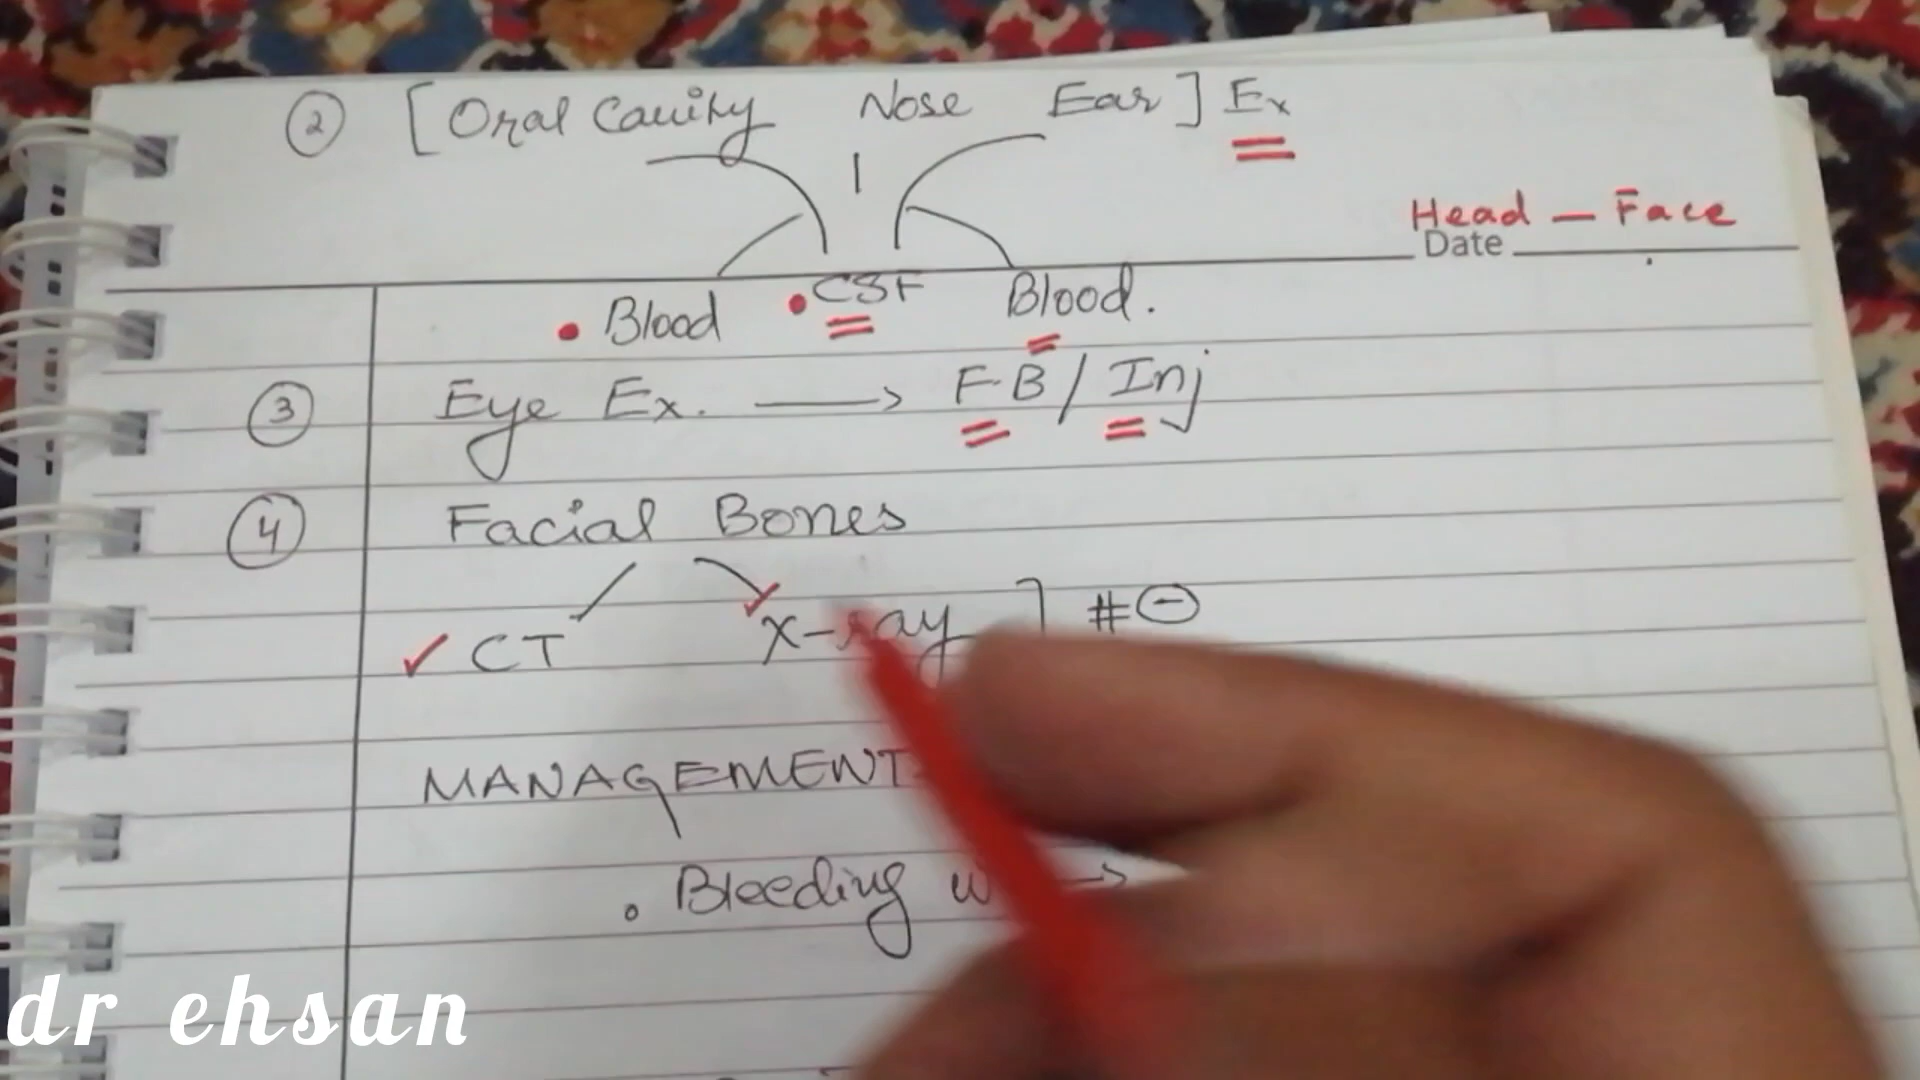 ② [Oral Cavity Nose Ear] Ex
Head – Face
Date
• Blood • CSF Blood.
③ Eye Ex. → F.B / Inj
④ Facial Bones
✓ CT ✓ X-ray ] # ⊖
MANAGEMENT
• Bleeding →
dr ehsan